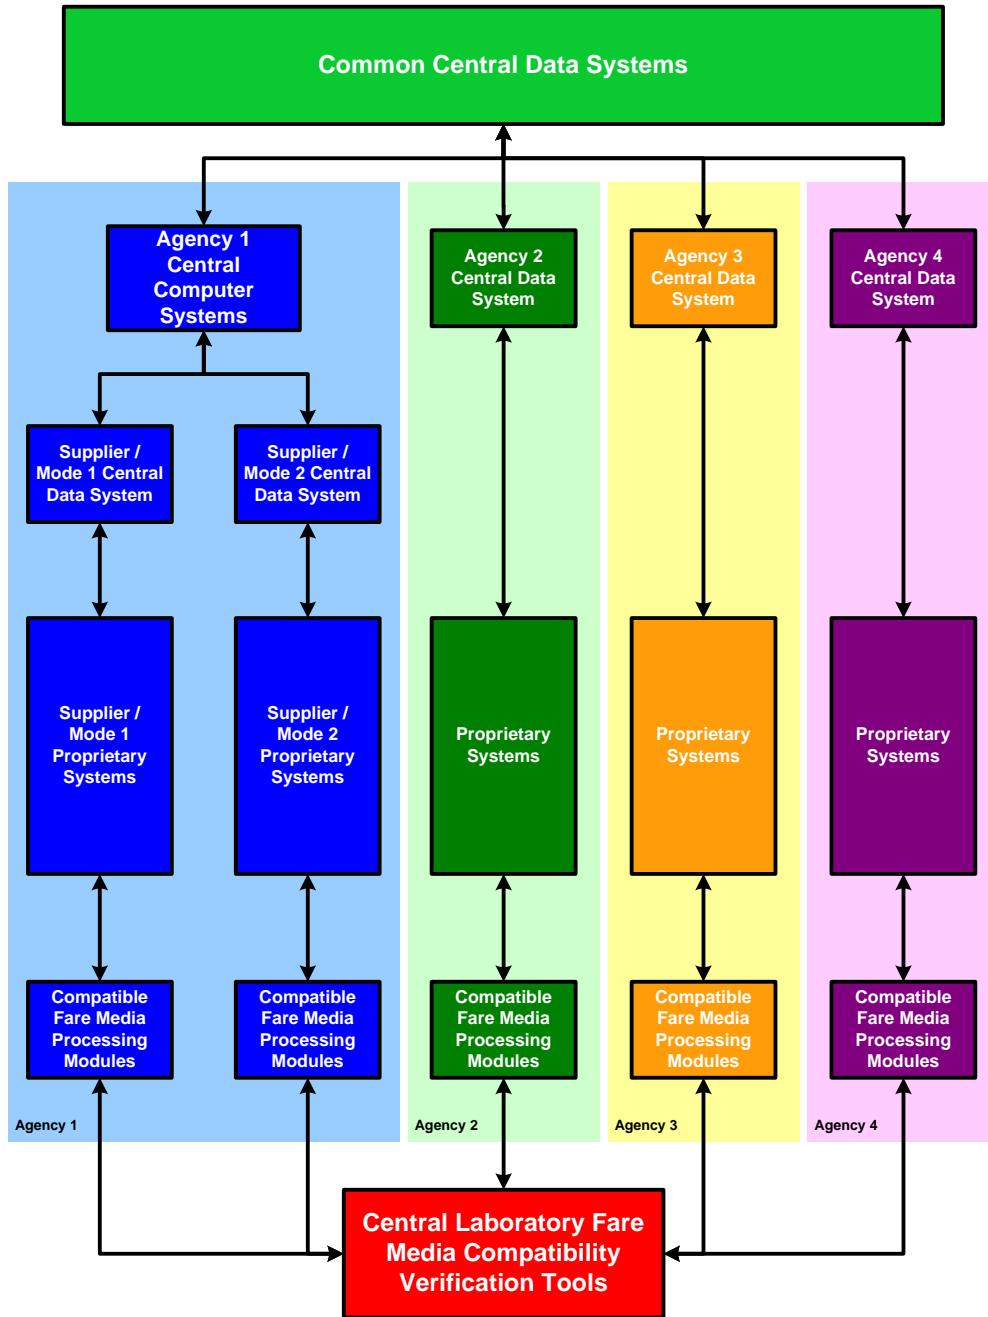 Common Central Data Systems
Agency 1
Central
Computer
Systems
Agency 2
Central Data
System
Agency 3
Central Data
System
Agency 4
Central Data
System
Supplier /
Mode 1 Central
Data System
Supplier /
Mode 2 Central
Data System
Supplier /
Mode 1
Proprietary
Systems
Supplier /
Mode 2
Proprietary
Systems
Proprietary
Systems
Proprietary
Systems
Proprietary
Systems
Compatible
Fare Media
Processing
Modules
Compatible
Fare Media
Processing
Modules
Compatible
Fare Media
Processing
Modules
Compatible
Fare Media
Processing
Modules
Compatible
Fare Media
Processing
Modules
Agency 1
Agency 2
Agency 3
Agency 4
Central Laboratory Fare
Media Compatibility
Verification Tools